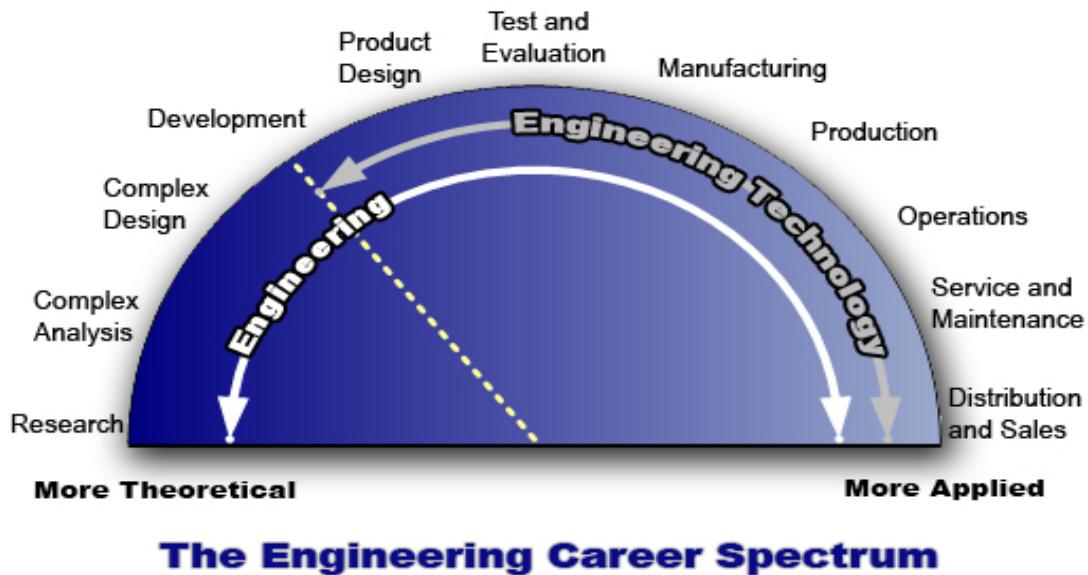 Test and
Evaluation
Product
Design
Manufacturing
Development
Production
Engineering Technology
Complex
Design
Engineering
Operations
Complex
Analysis
Service and
Maintenance
Research
Distribution
and Sales
More Theoretical
More Applied
The Engineering Career Spectrum